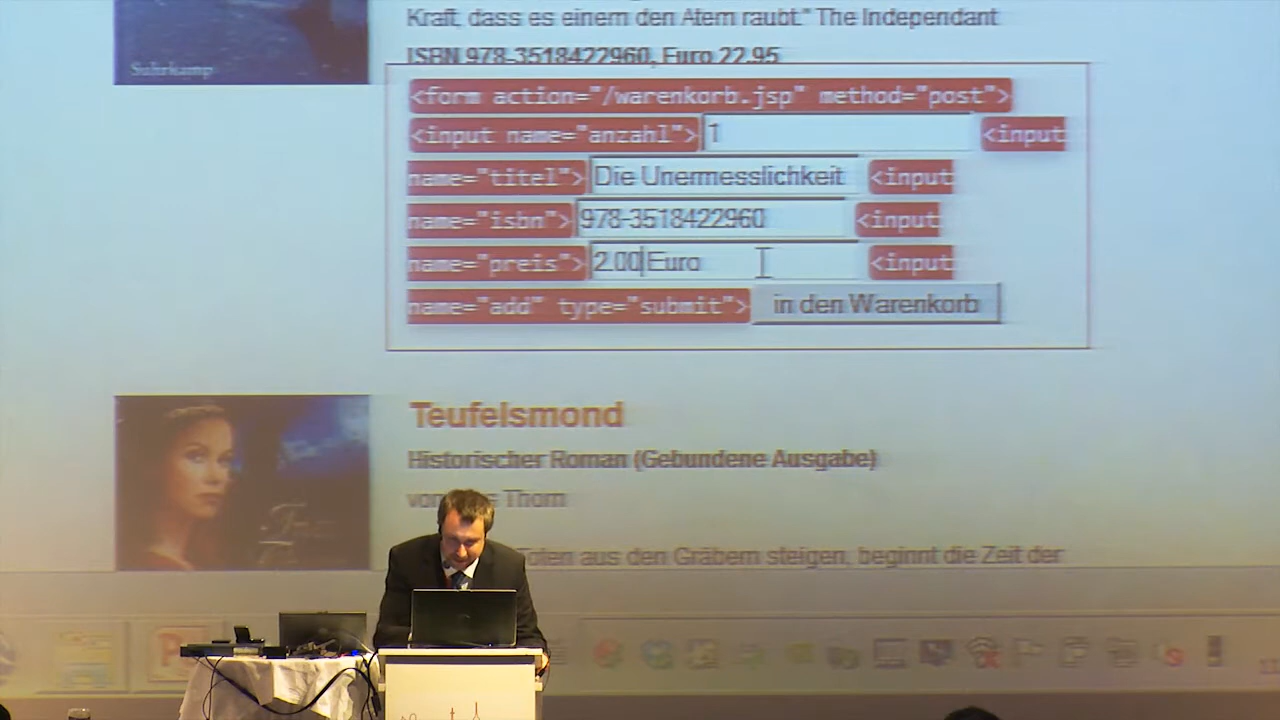 Kraft, dass es einem den Atem raubt." The Independant
Suhrkamp
ISBN 978-3518422960, Euro 22.95
<form action="/warenkorb.jsp" method="post">
<input name="anzahl"> 1 <input
name="titel"> Die Unermesslichkeit <input
name="isbn"> 978-3518422960 <input
name="preis"> 2.00 Euro <input
name="add" type="submit"> in den Warenkorb
Teufelsmond
Historischer Roman (Gebundene Ausgabe)
Thorn
Toten aus den Gräbern steigen, beginnt die Zeit der